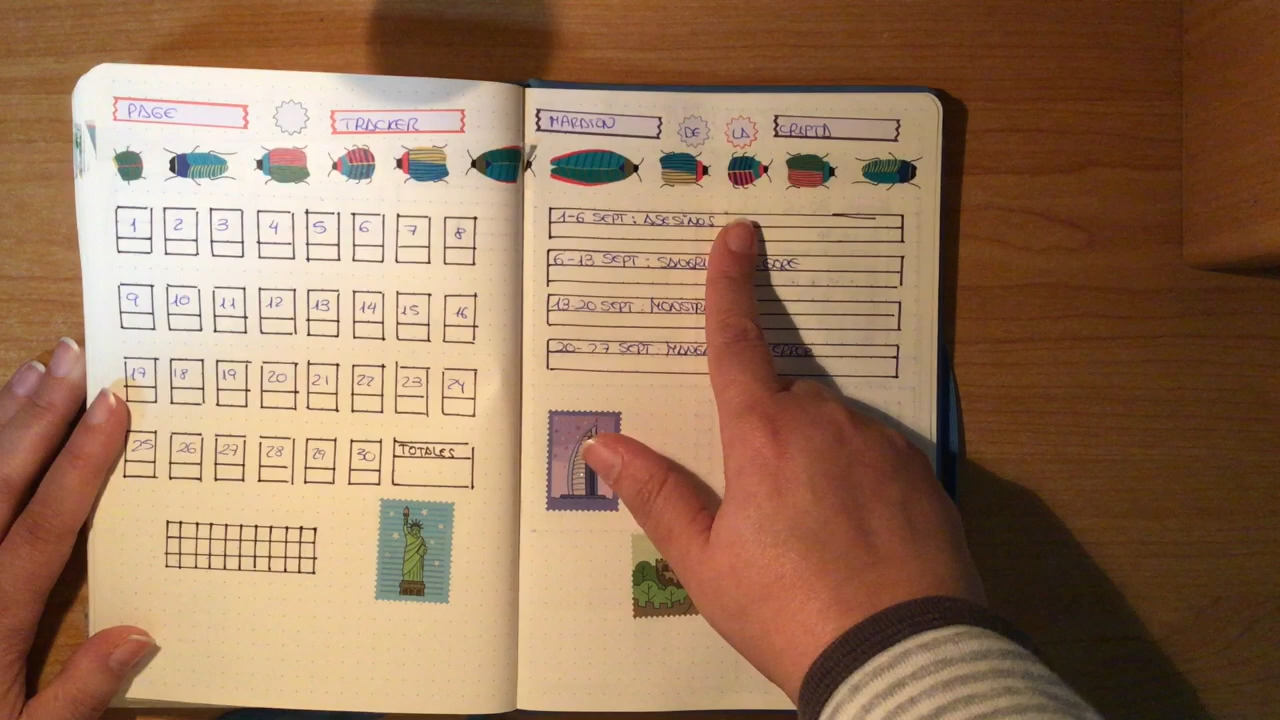 PAGE TRACKER
1 2 3 4 5 6 7 8
9 10 11 12 13 14 15 16
17 18 19 20 21 22 23 24
25 26 27 28 29 30 TOTALES
MARATON DE LA CRIPTA
1-6 SEPT: ASESINOS
6-13 SEPT: GORE
13-20 SEPT:
20-27 SEPT: